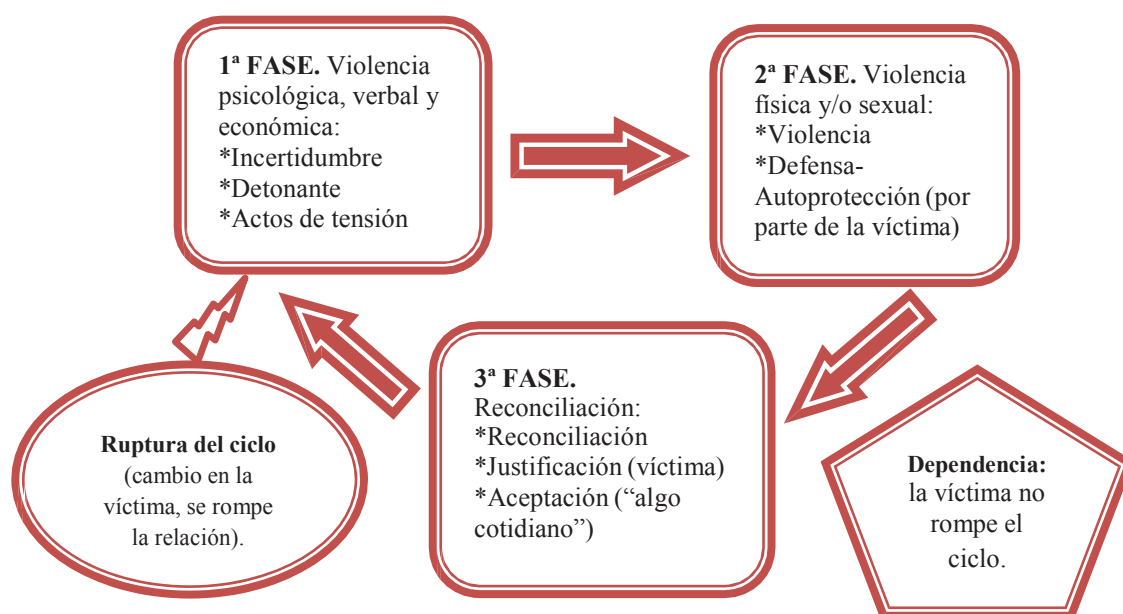 1ª FASE. Violencia
psicológica, verbal y
económica:
*Incertidumbre
*Detonante
*Actos de tensión
2ª FASE. Violencia
física y/o sexual:
*Violencia
*Defensa-
Autoprotección (por
parte de la víctima)
3ª FASE.
Reconciliación:
*Reconciliación
*Justificación (víctima)
*Aceptación (“algo
cotidiano”)
Ruptura del ciclo
(cambio en la
víctima, se rompe
la relación).
Dependencia:
la víctima no
rompe el
ciclo.